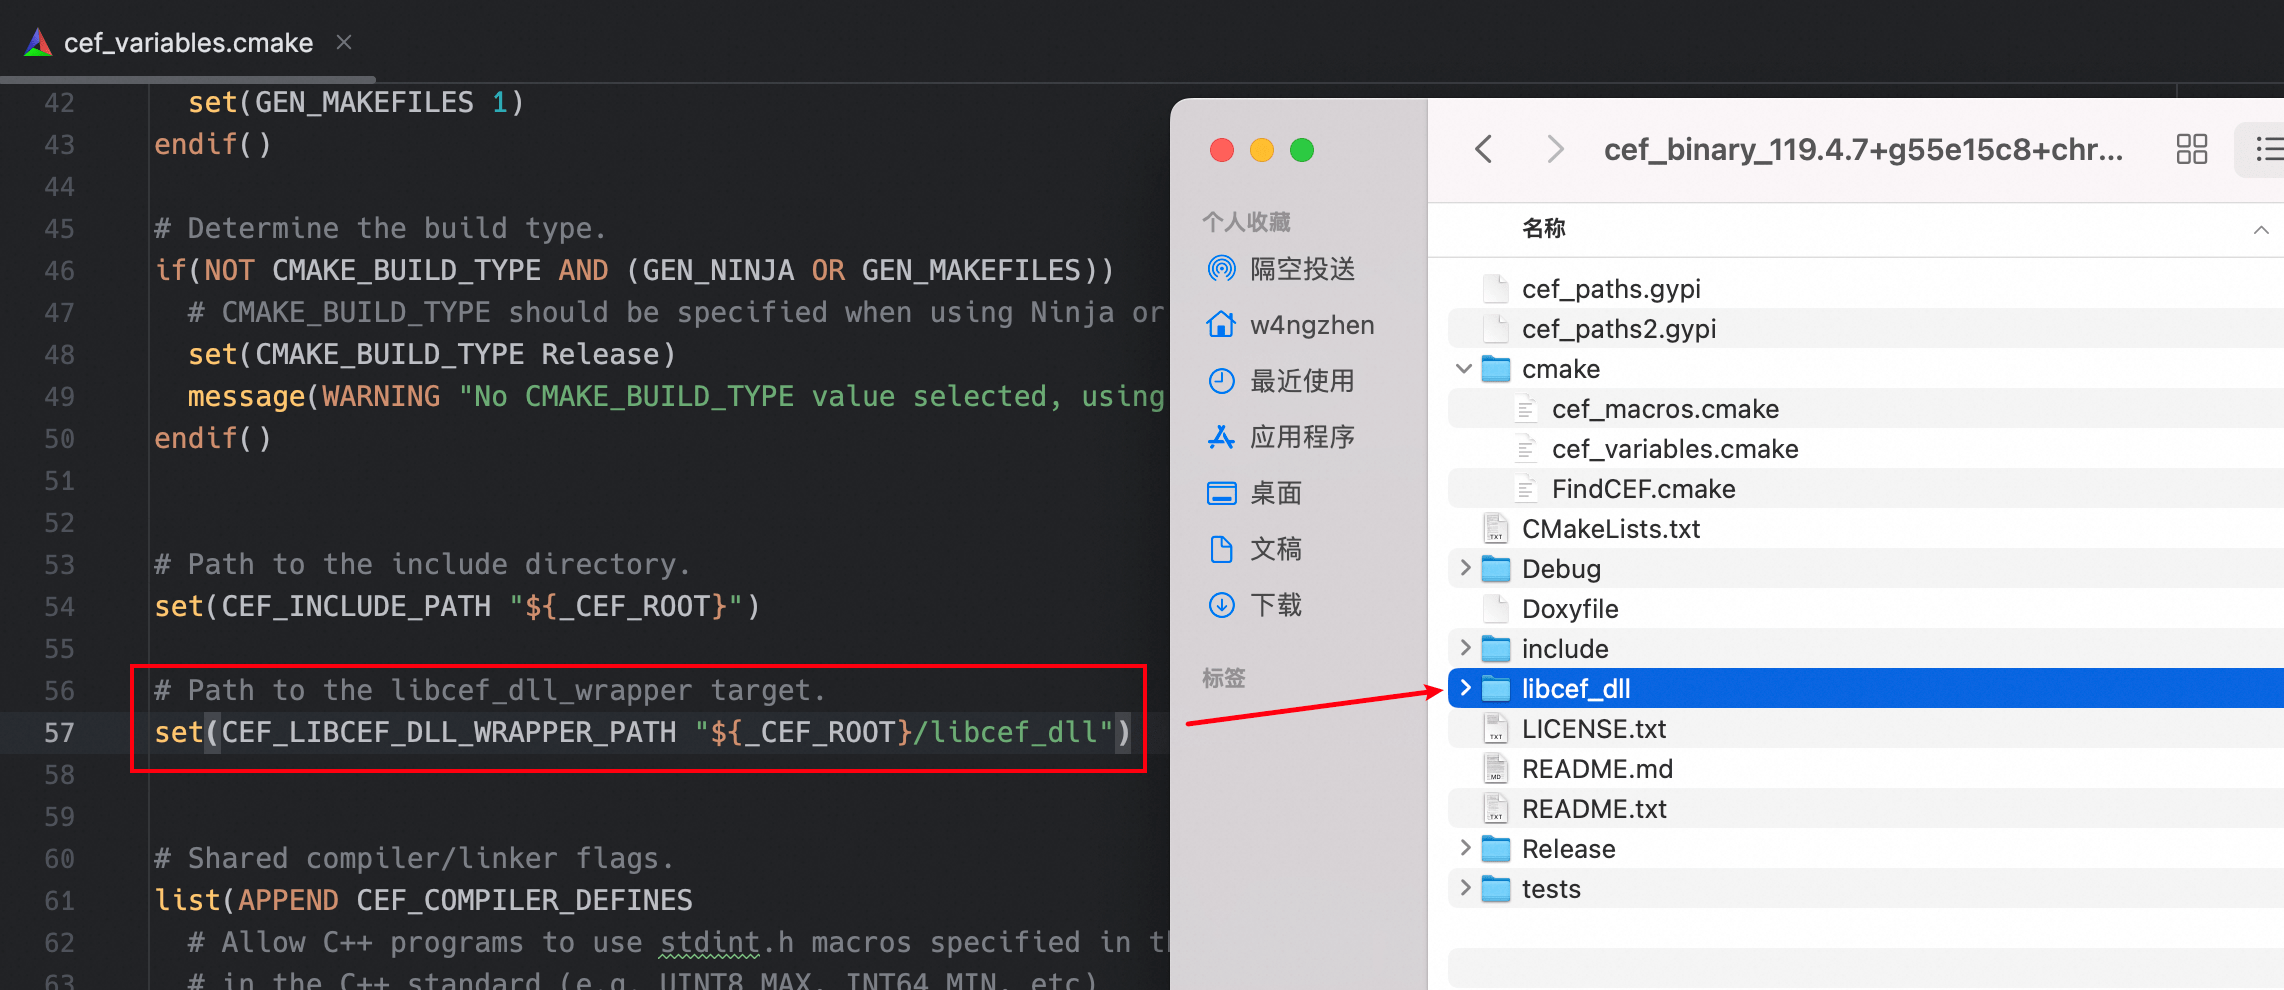 cef_variables.cmake
42 set(GEN_MAKEFILES 1)
43 endif()
44
45 # Determine the build type.
46 if(NOT CMAKE_BUILD_TYPE AND (GEN_NINJA OR GEN_MAKEFILES))
47 # CMAKE_BUILD_TYPE should be specified when using Ninja or
48 set(CMAKE_BUILD_TYPE Release)
49 message(WARNING "No CMAKE_BUILD_TYPE value selected, using
50 endif()
51
52
53 # Path to the include directory.
54 set(CEF_INCLUDE_PATH "${_CEF_ROOT}")
55
56 # Path to the libcef_dll_wrapper target.
57 set(CEF_LIBCEF_DLL_WRAPPER_PATH "${_CEF_ROOT}/libcef_dll")
58
59
60 # Shared compiler/linker flags.
61 list(APPEND CEF_COMPILER_DEFINES
62 # Allow C++ programs to use stdint.h macros specified in
63 # in the C++ standard (e.g. UINT8_MAX, INT64_MIN, etc)
个人收藏
隔空投送
w4ngzhen
最近使用
应用程序
桌面
文稿
下载
标签
cef_binary_119.4.7+g55e15c8+chr...
名称
cef_paths.gypi
cef_paths2.gypi
cmake
cef_macros.cmake
cef_variables.cmake
FindCEF.cmake
CMakeLists.txt
Debug
Doxyfile
include
libcef_dll
LICENSE.txt
README.md
README.txt
Release
tests